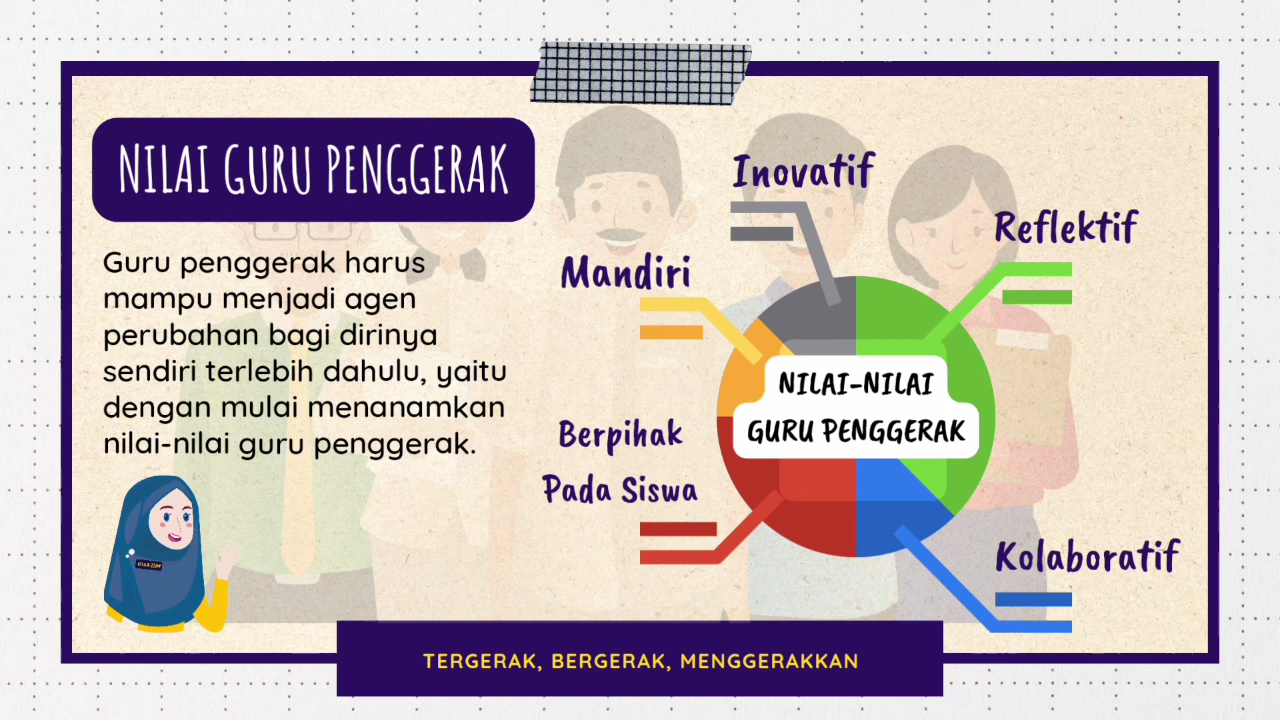 NILAI GURU PENGGERAK
Guru penggerak harus
mampu menjadi agen
perubahan bagi dirinya
sendiri terlebih dahulu, yaitu
dengan mulai menanamkan
nilai-nilai guru penggerak.
Inovatif
Reflektif
Mandiri
NILAI-NILAI
GURU PENGGERAK
Berpihak
Pada Siswa
Kolaboratif
TERGERAK, BERGERAK, MENGGERAKKAN